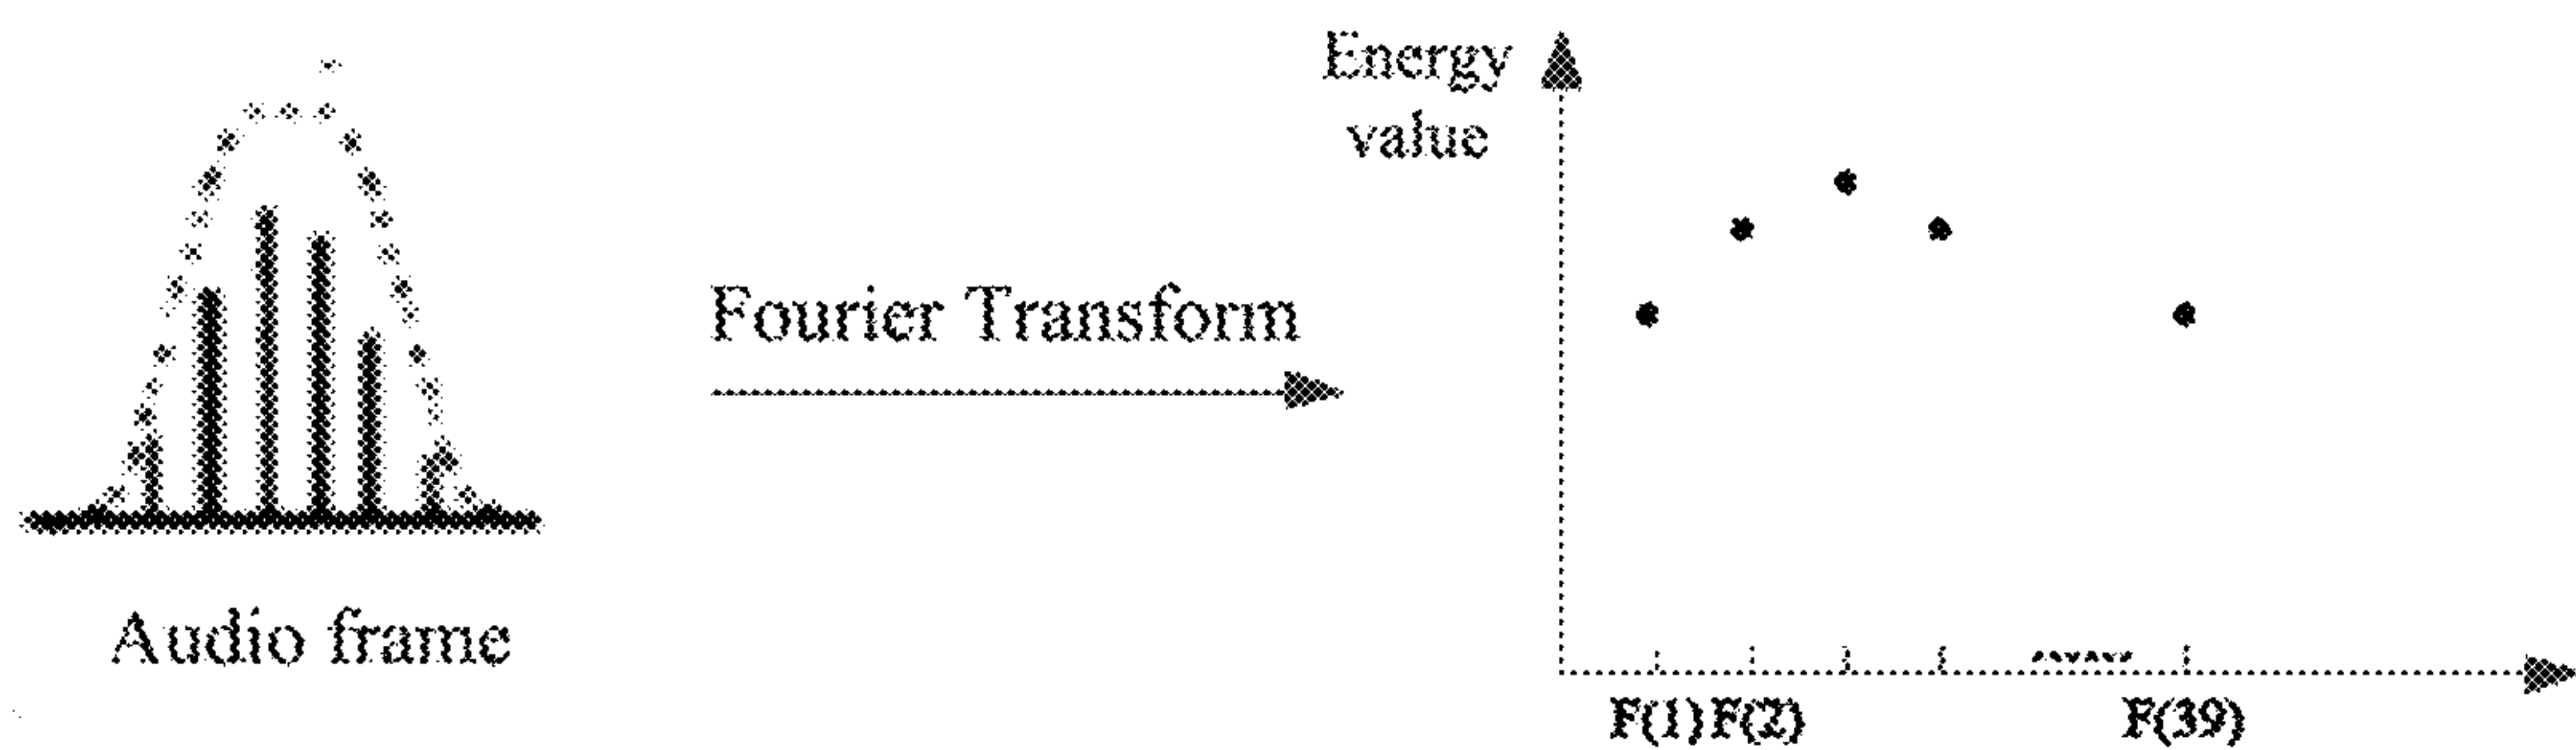 Energy
value
Fourier Transform
Audio frame
F(1) F(2) F(39)